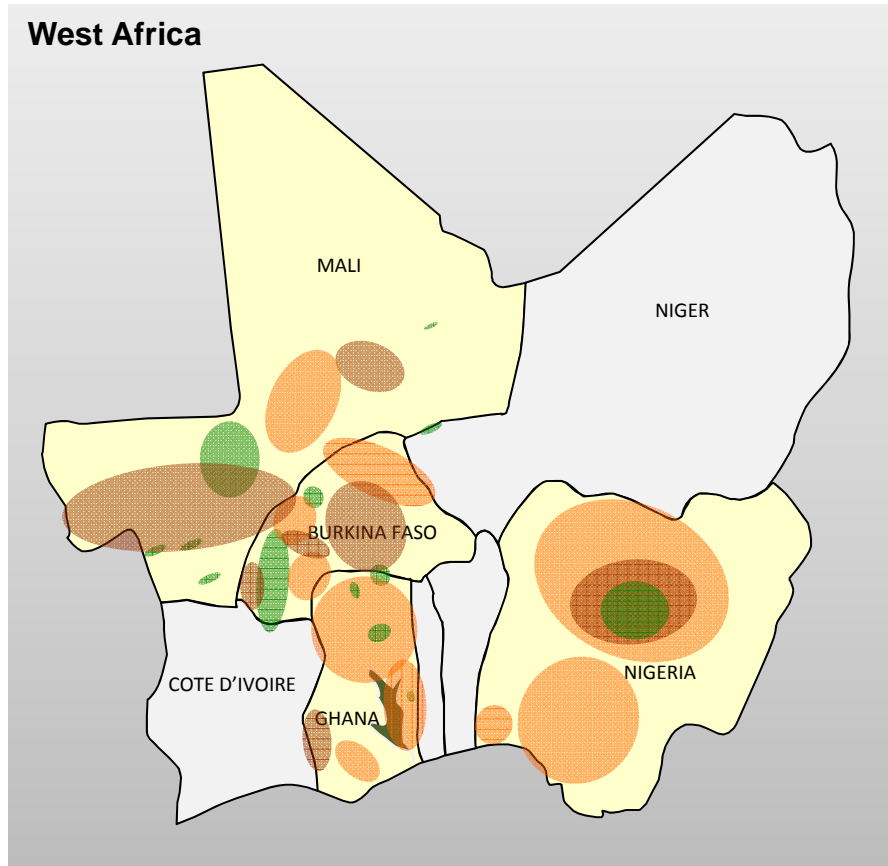 West Africa
MALI
NIGER
BURKINA FASO
NIGERIA
COTE D’IVOIRE
GHANA